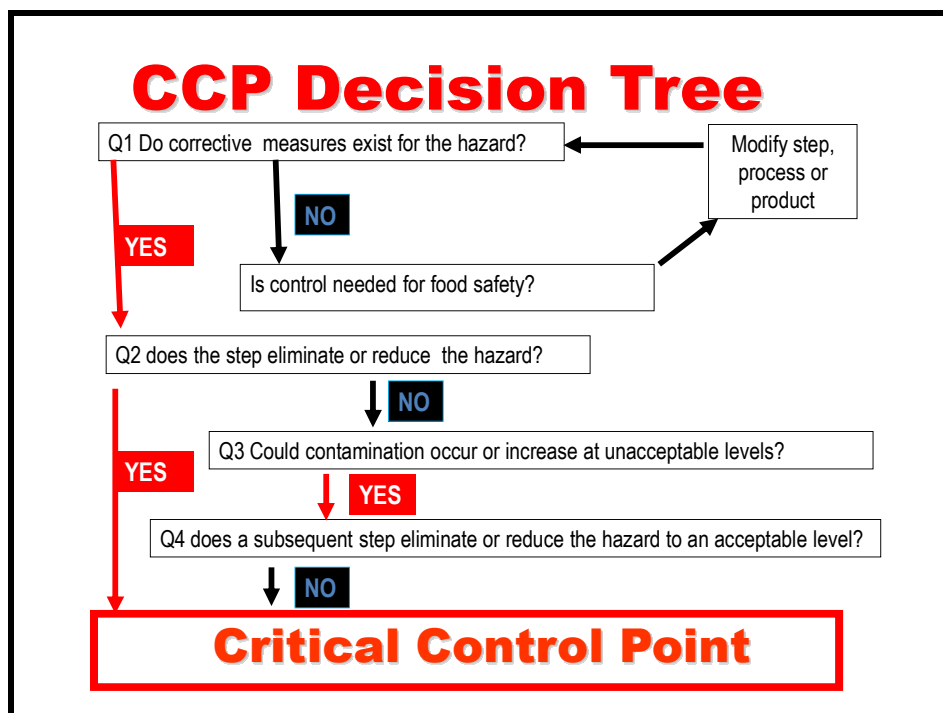 CCP Decision Tree
Q1 Do corrective  measures exist for the hazard?
Modify step,
process or
product
NO
YES
Is control needed for food safety?
Q2 does the step eliminate or reduce  the hazard?
NO
Q3 Could contamination occur or increase at unacceptable levels?
YES
YES
Q4 does a subsequent step eliminate or reduce the hazard to an acceptable level?
NO
Critical Control Point